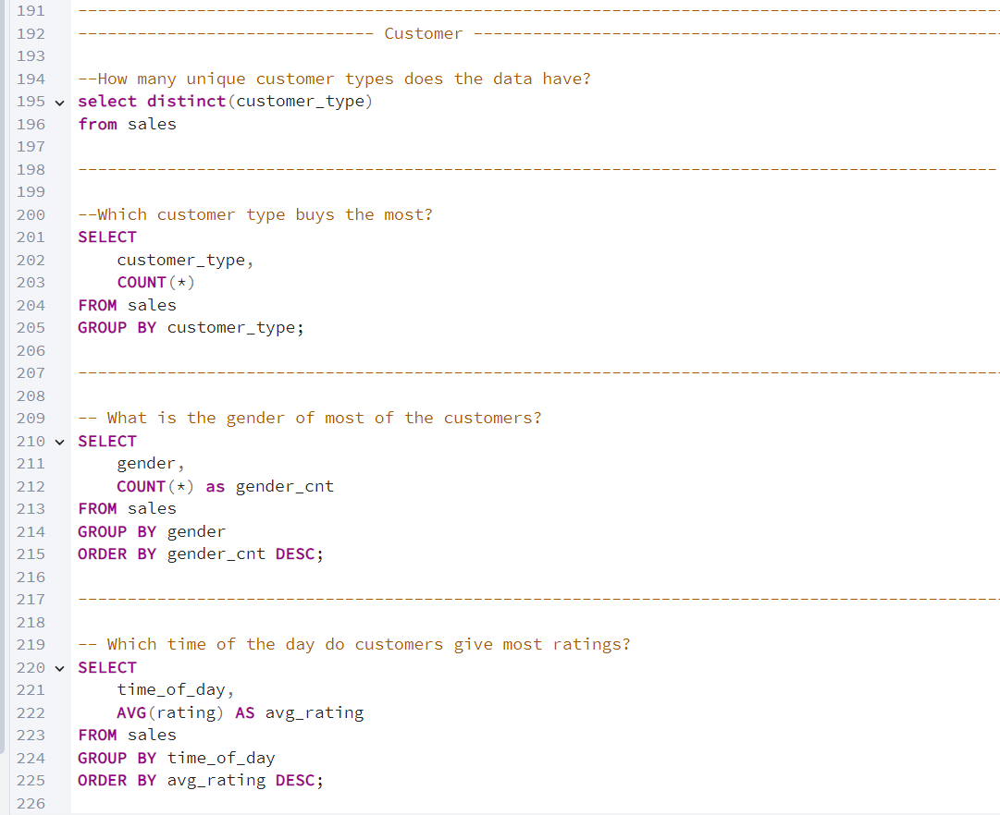 191 ----------------------------------------------------------------------------------------------
192 ------------------------------ Customer ------------------------------------------------------
193
194 --How many unique customer types does the data have?
195 select distinct(customer_type)
196 from sales
197
198 ----------------------------------------------------------------------------------------------
199
200 --Which customer type buys the most?
201 SELECT
202     customer_type,
203     COUNT(*)
204 FROM sales
205 GROUP BY customer_type;
206
207 ----------------------------------------------------------------------------------------------
208
209 -- What is the gender of most of the customers?
210 SELECT
211     gender,
212     COUNT(*) as gender_cnt
213 FROM sales
214 GROUP BY gender
215 ORDER BY gender_cnt DESC;
216
217 ----------------------------------------------------------------------------------------------
218
219 -- Which time of the day do customers give most ratings?
220 SELECT
221     time_of_day,
222     AVG(rating) AS avg_rating
223 FROM sales
224 GROUP BY time_of_day
225 ORDER BY avg_rating DESC;
226